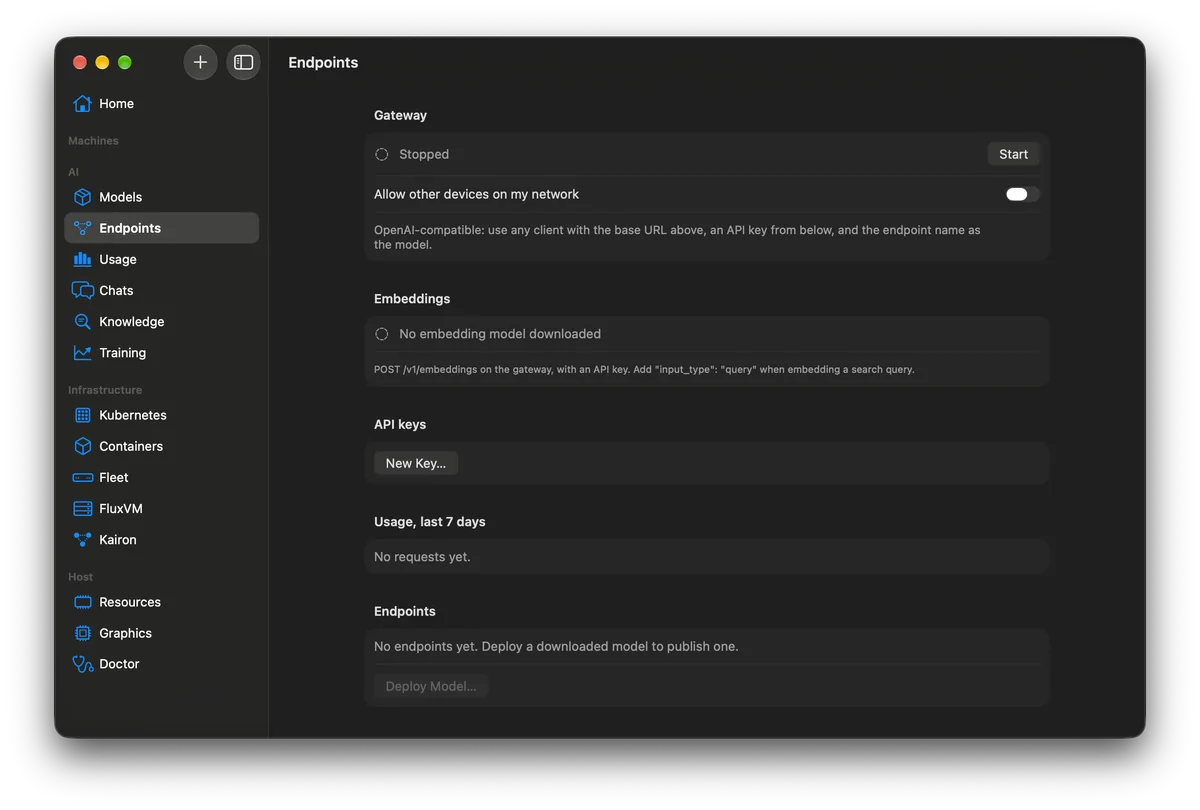 Endpoints
Home
Machines
AI
Models
Endpoints
Usage
Chats
Knowledge
Training
Infrastructure
Kubernetes
Containers
Fleet
FluxVM
Kairon
Host
Resources
Graphics
Doctor
Gateway
Stopped
Start
Allow other devices on my network
OpenAI-compatible: use any client with the base URL above, an API key from below, and the endpoint name as
the model.
Embeddings
No embedding model downloaded
POST /v1/embeddings on the gateway, with an API key. Add "input_type": "query" when embedding a search query.
API keys
New Key...
Usage, last 7 days
No requests yet.
Endpoints
No endpoints yet. Deploy a downloaded model to publish one.
Deploy Model...